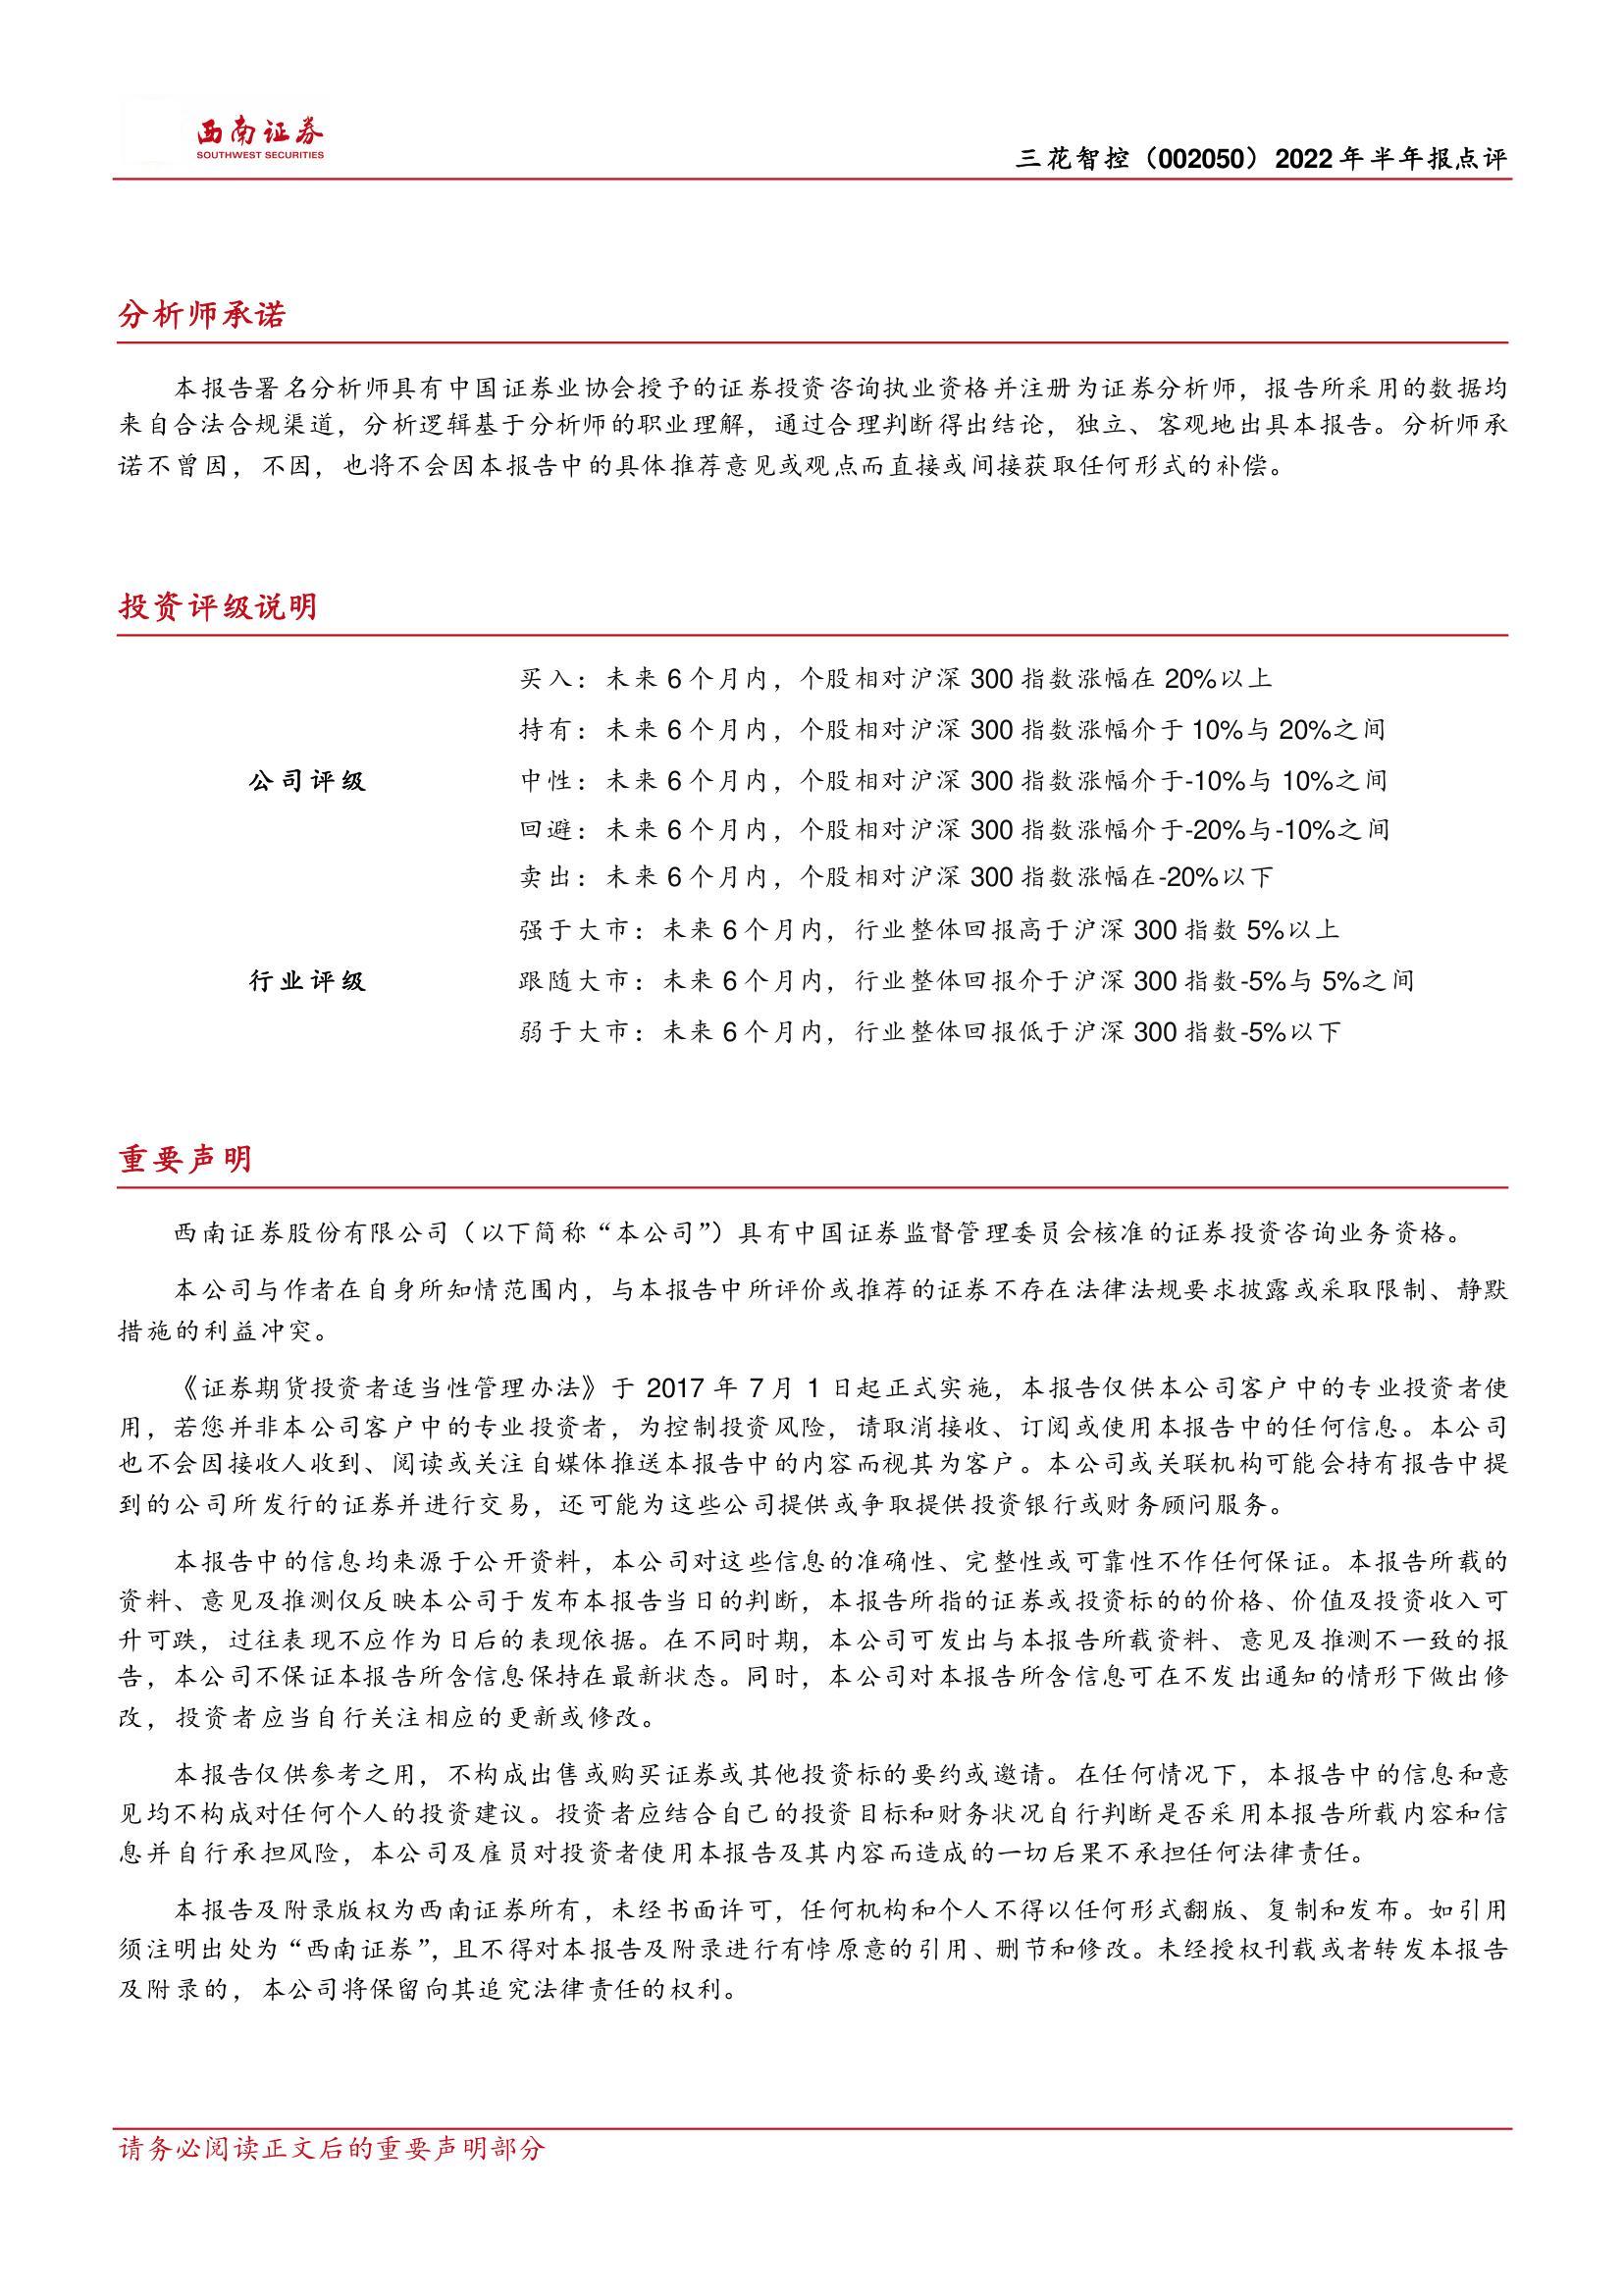 西南证券
SOUTHWEST SECURITIES
三花智控（002050）2022年半年报点评
分析师承诺
本报告署名分析师具有中国证券业协会授予的证券投资咨询执业资格并注册为证券分析师，报告所采用的数据均
来自合法合规渠道，分析逻辑基于分析师的职业理解，通过合理判断得出结论，独立、客观地出具本报告。分析师承
诺不曾因，不因，也将不会因本报告中的具体推荐意见或观点而直接或间接获取任何形式的补偿。
投资评级说明
买入：未来 6 个月内，个股相对沪深 300 指数涨幅在 20%以上
持有：未来 6 个月内，个股相对沪深 300 指数涨幅介于 10%与 20%之间
公司评级 中性：未来 6 个月内，个股相对沪深 300 指数涨幅介于-10%与 10%之间
回避：未来 6 个月内，个股相对沪深 300 指数涨幅介于-20%与-10%之间
卖出：未来 6 个月内，个股相对沪深 300 指数涨幅在-20%以下
强于大市：未来 6 个月内，行业整体回报高于沪深 300 指数 5%以上
行业评级 跟随大市：未来 6 个月内，行业整体回报介于沪深 300 指数-5%与 5%之间
弱于大市：未来 6 个月内，行业整体回报低于沪深 300 指数-5%以下
重要声明
西南证券股份有限公司（以下简称“本公司”）具有中国证券监督管理委员会核准的证券投资咨询业务资格。
本公司与作者在自身所知情范围内，与本报告中所评价或推荐的证券不存在法律法规要求披露或采取限制、静默
措施的利益冲突。
《证券期货投资者适当性管理办法》于 2017 年 7 月 1 日起正式实施，本报告仅供本公司客户中的专业投资者使
用，若您并非本公司客户中的专业投资者，为控制投资风险，请取消接收、订阅或使用本报告中的任何信息。本公司
也不会因接收人收到、阅读或关注自媒体推送本报告中的内容而视其为客户。本公司或关联机构可能会持有报告中提
到的公司所发行的证券并进行交易，还可能为这些公司提供或争取提供投资银行或财务顾问服务。
本报告中的信息均来源于公开资料，本公司对这些信息的准确性、完整性或可靠性不作任何保证。本报告所载的
资料、意见及推测仅反映本公司于发布本报告当日的判断，本报告所指的证券或投资标的的价格、价值及投资收入可
升可跌，过往表现不应作为日后的表现依据。在不同时期，本公司可发出与本报告所载资料、意见及推测不一致的报
告，本公司不保证本报告所含信息保持在最新状态。同时，本公司对本报告所含信息可在不发出通知的情形下做出修
改，投资者应当自行关注相应的更新或修改。
本报告仅供参考之用，不构成出售或购买证券或其他投资标的要约或邀请。在任何情况下，本报告中的信息和意
见均不构成对任何个人的投资建议。投资者应结合自己的投资目标和财务状况自行判断是否采用本报告所载内容和信
息并自行承担风险，本公司及雇员对投资者使用本报告及其内容而造成的一切后果不承担任何法律责任。
本报告及附录版权为西南证券所有，未经书面许可，任何机构和个人不得以任何形式翻版、复制和发布。如引用
须注明出处为“西南证券”，且不得对本报告及附录进行有悖原意的引用、删节和修改。未经授权刊载或者转发本报告
及附录的，本公司将保留向其追究法律责任的权利。
请务必阅读正文后的重要声明部分